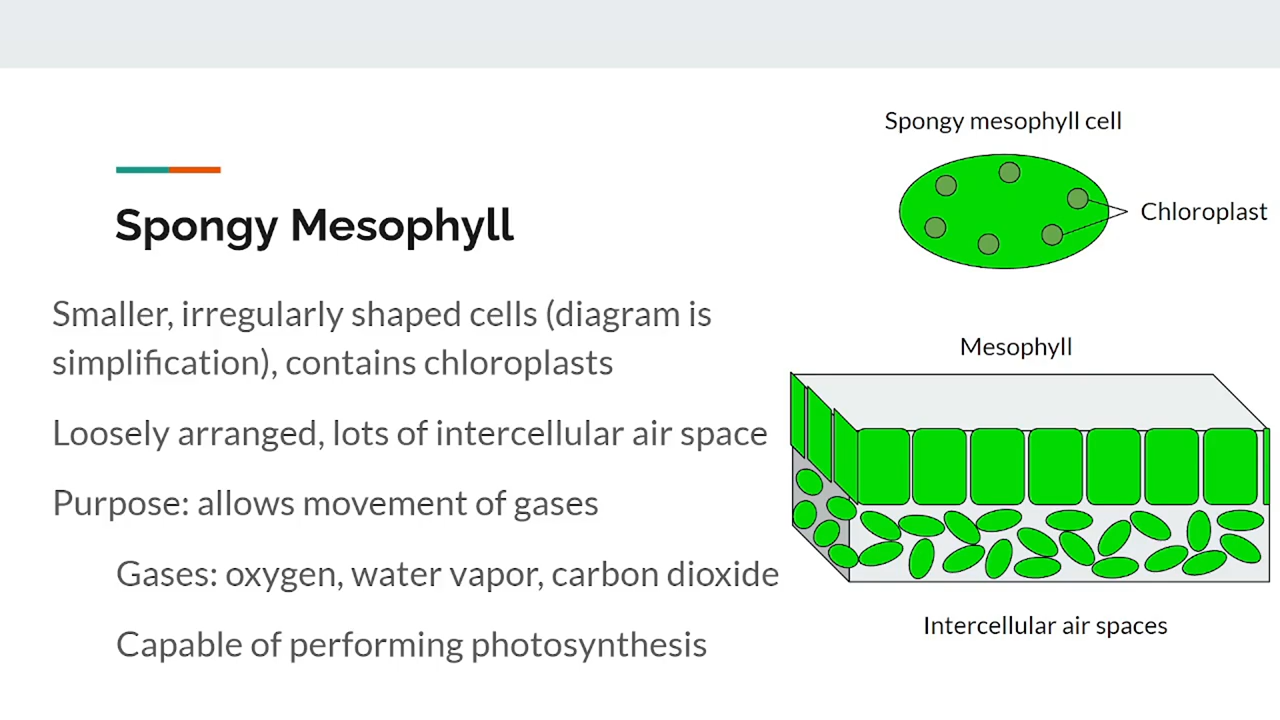 Spongy Mesophyll
Smaller, irregularly shaped cells (diagram is
simplification), contains chloroplasts
Loosely arranged, lots of intercellular air space
Purpose: allows movement of gases
Gases: oxygen, water vapor, carbon dioxide
Capable of performing photosynthesis
Spongy mesophyll cell
Chloroplast
Mesophyll
Intercellular air spaces